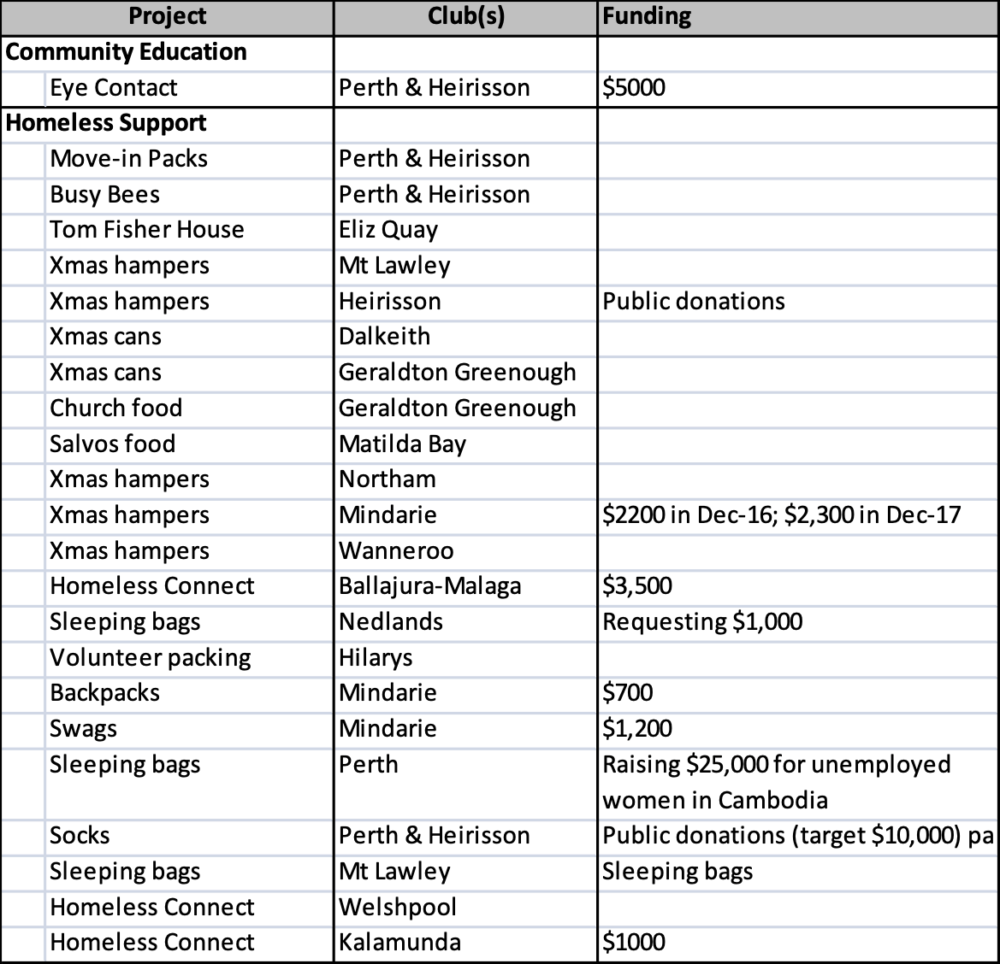 Project Club(s) Funding
Community Education
Eye Contact Perth & Heirisson $5000
Homeless Support
Move-in Packs Perth & Heirisson
Busy Bees Perth & Heirisson
Tom Fisher House Eliz Quay
Xmas hampers Mt Lawley
Xmas hampers Heirisson Public donations
Xmas cans Dalkeith
Xmas cans Geraldton Greenough
Church food Geraldton Greenough
Salvos food Matilda Bay
Xmas hampers Northam
Xmas hampers Mindarie $2200 in Dec-16; $2,300 in Dec-17
Xmas hampers Wanneroo
Homeless Connect Ballajura-Malaga $3,500
Sleeping bags Nedlands Requesting $1,000
Volunteer packing Hilarys
Backpacks Mindarie $700
Swags Mindarie $1,200
Sleeping bags Perth Raising $25,000 for unemployed
women in Cambodia
Socks Perth & Heirisson Public donations (target $10,000) pa
Sleeping bags Mt Lawley Sleeping bags
Homeless Connect Welshpool
Homeless Connect Kalamunda $1000